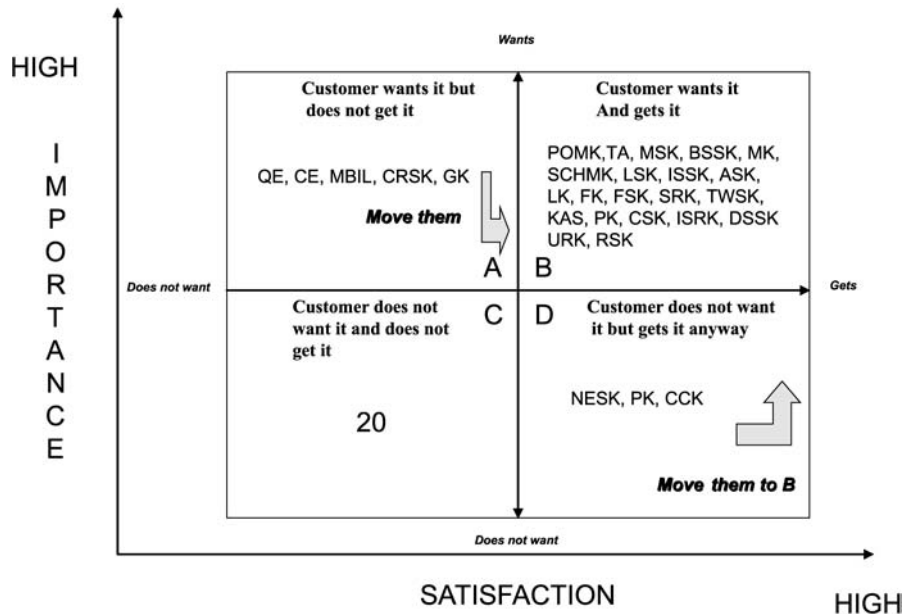 Wants
HIGH
Customer wants it but
does not get it
Customer wants it
And gets it
QE, CE, MBIL, CRSK, GK
Move them
POMK,TA, MSK, BSSK, MK,
SCHMK, LSK, ISSK, ASK,
LK, FK, FSK, SRK, TWSK,
KAS, PK, CSK, ISRK, DSSK
URK, RSK
IMPORTANCE
A
B
Does not want
Gets
Customer does not
want it and does not
get it
C
D
Customer does not want
it but gets it anyway
20
NESK, PK, CCK
Move them to B
Does not want
SATISFACTION
HIGH